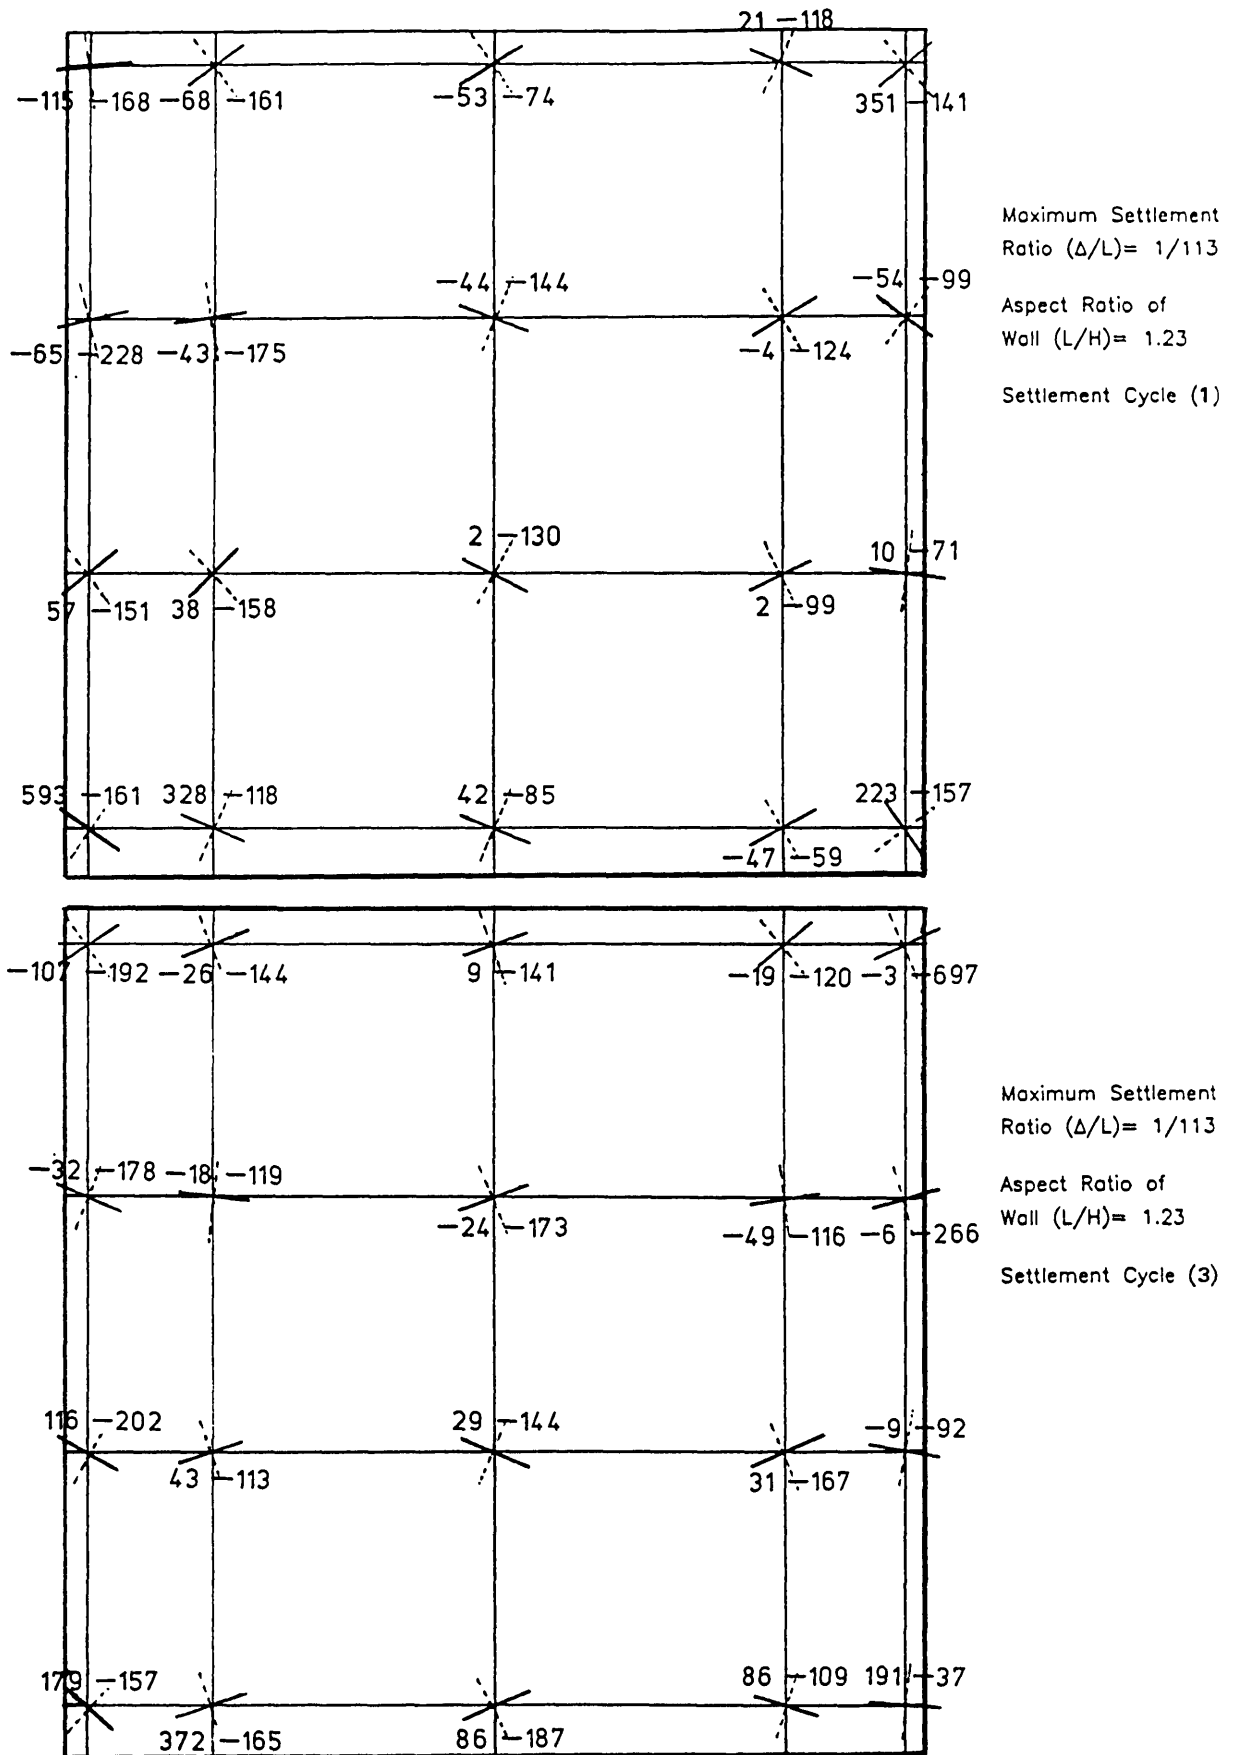 21 -118
-115 -168 -68 -161 -53 -74 351 -141
Maximum Settlement
Ratio (Δ/L)= 1/113
-44 -144 -54 -99
Aspect Ratio of
Wall (L/H)= 1.23
-65 -228 -43 -175 -4 -124
Settlement Cycle (1)
2 -130 10 -71
57 -151 38 -158 2 -99
593 -161 328 -118 42 -85 223 -157
-47 -59
-107 -192 -26 -144 9 -141 -19 -120 -3 -697
Maximum Settlement
Ratio (Δ/L)= 1/113
-32 -178 -18 -119
Aspect Ratio of
Wall (L/H)= 1.23
-24 -173 -49 -116 -6 -266
Settlement Cycle (3)
116 -202 29 -144 -9 -92
43 -113 31 -167
179 -157 86 -109 191 -37
372 -165 86 -187